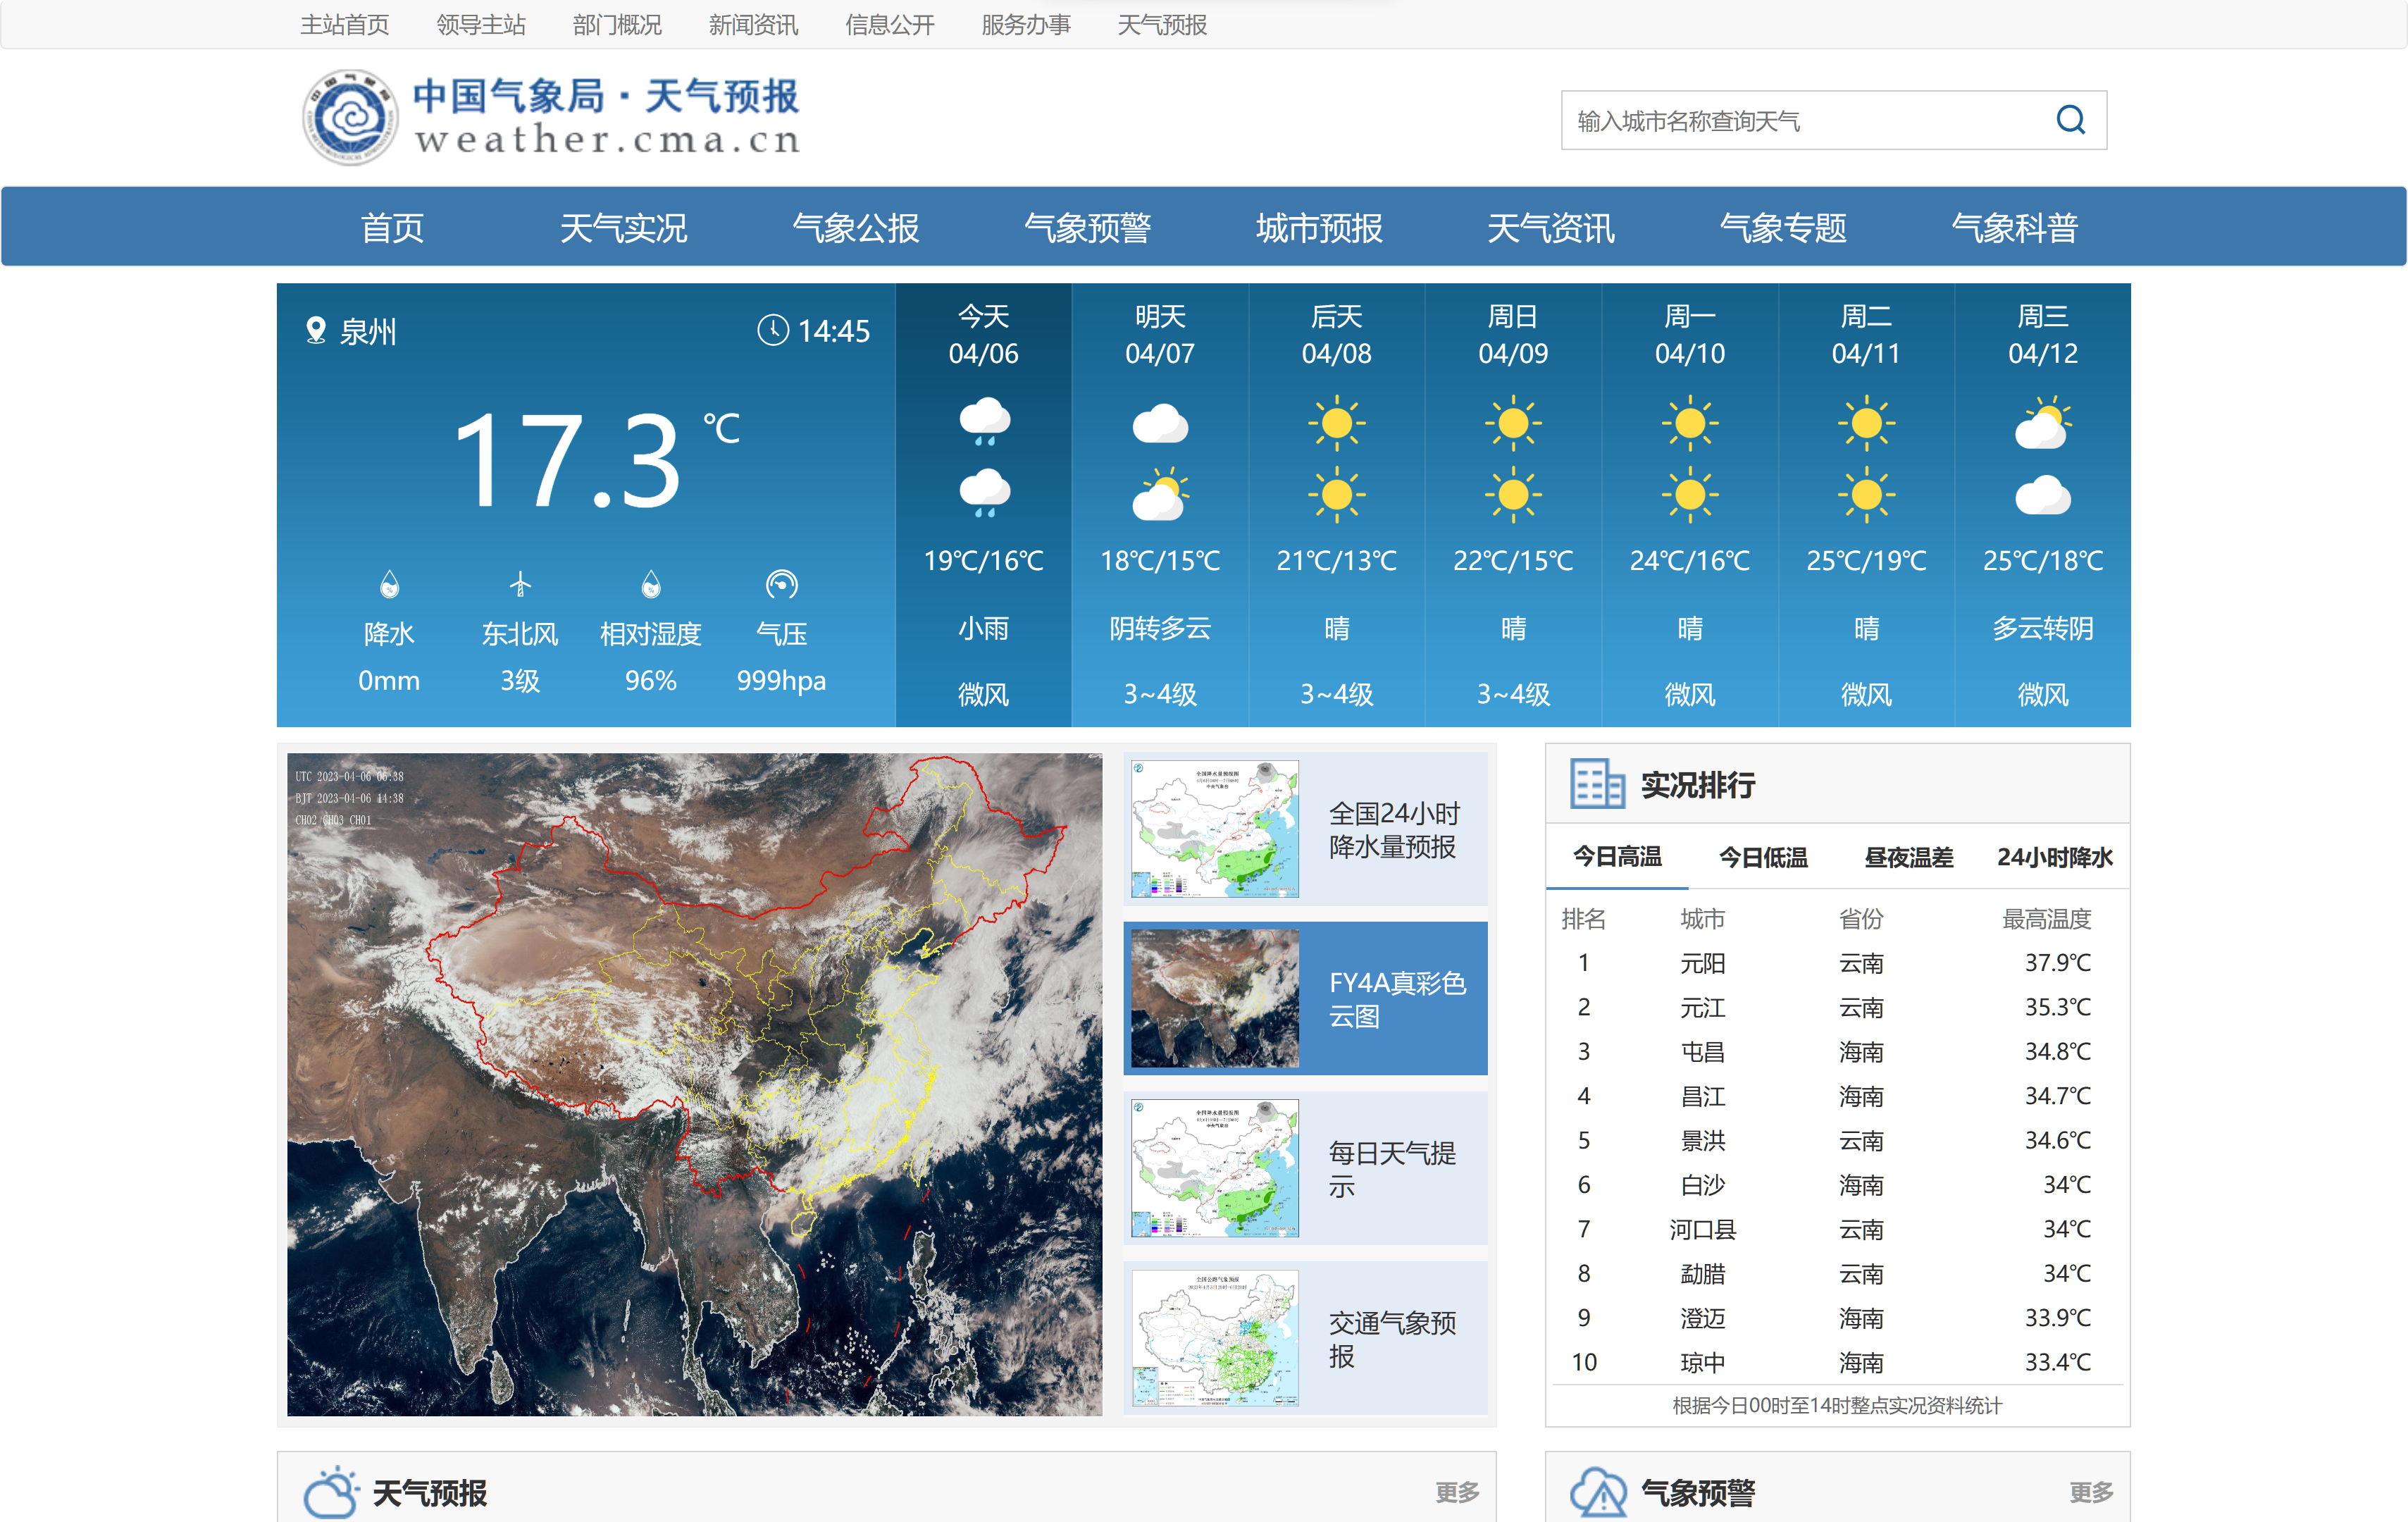 主站首页 领导主站 部门概况 新闻资讯 信息公开 服务办事 天气预报
中国气象局·天气预报
weather.cma.cn
输入城市名称查询天气
首页 天气实况 气象公报 气象预警 城市预报 天气资讯 气象专题 气象科普
泉州 14:45
17.3 ℃
降水 东北风 相对湿度 气压
0mm 3级 96% 999hpa
今天 明天 后天 周日 周一 周二 周三
04/06 04/07 04/08 04/09 04/10 04/11 04/12
19℃/16℃ 18℃/15℃ 21℃/13℃ 22℃/15℃ 24℃/16℃ 25℃/19℃ 25℃/18℃
小雨 阴转多云 晴 晴 晴 晴 多云转阴
微风 3~4级 3~4级 3~4级 微风 微风 微风
UTC 2023-04-06 06:38
BJT 2023-04-06 14:38
CH02 CH03 CH01
全国24小时
降水量预报
FY4A真彩色
云图
每日天气提
示
交通气象预
报
实况排行
今日高温 今日低温 昼夜温差 24小时降水
排名 城市 省份 最高温度
1 元阳 云南 37.9℃
2 元江 云南 35.3℃
3 屯昌 海南 34.8℃
4 昌江 海南 34.7℃
5 景洪 云南 34.6℃
6 白沙 海南 34℃
7 河口县 云南 34℃
8 勐腊 云南 34℃
9 澄迈 海南 33.9℃
10 琼中 海南 33.4℃
根据今日00时至14时整点实况资料统计
天气预报 更多
气象预警 更多